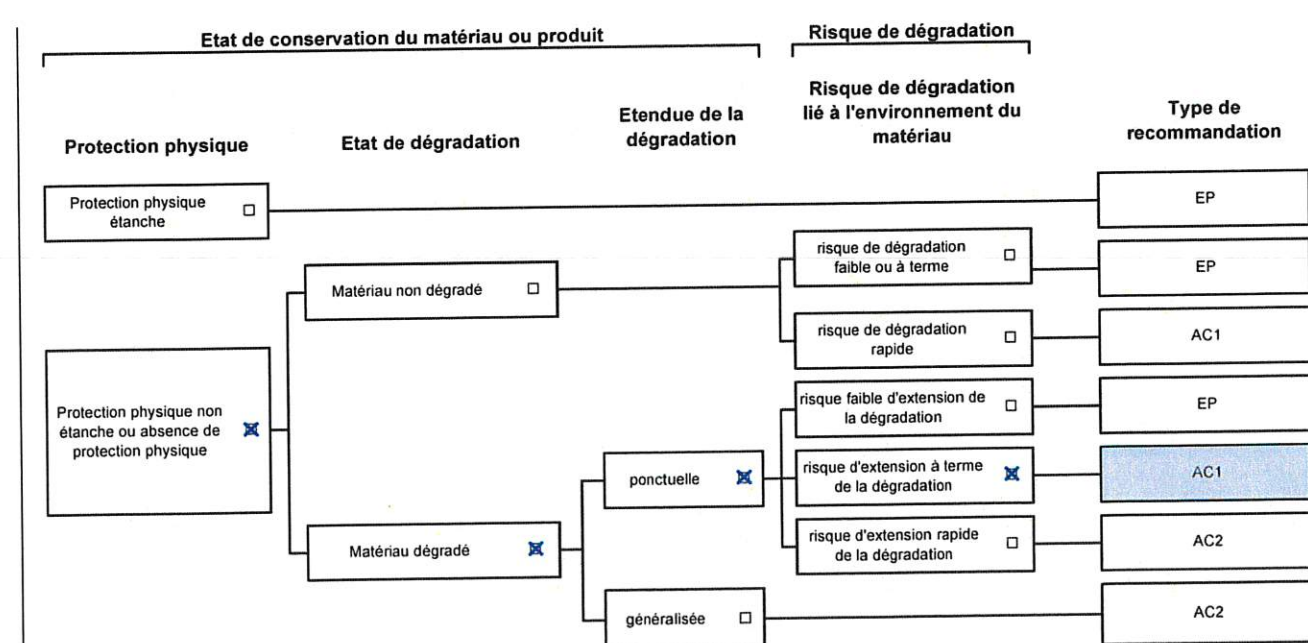 Etat de conservation du matériau ou produit
Risque de dégradation
Protection physique
Etat de dégradation
Etendue de la
dégradation
Risque de dégradation
lié à l'environnement du
matériau
Type de
recommandation
Protection physique
étanche
EP
Matériau non dégradé
risque de dégradation
faible ou à terme
EP
risque de dégradation
rapide
AC1
Protection physique non
étanche ou absence de
protection physique
risque faible d'extension de
la dégradation
EP
ponctuelle
risque d'extension à terme
de la dégradation
AC1
Matériau dégradé
risque d'extension rapide
de la dégradation
AC2
généralisée
AC2